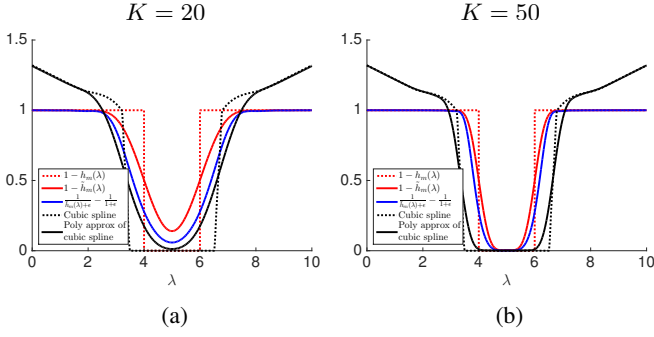 K = 20
K = 50
1.5
1
0.5
0
0 2 4 6 8 10
λ
1 − h_m(λ)
1 − h̃_m(λ)
1/(h_m(λ)+ϵ) − 1/(1+ϵ)
Cubic spline
Poly approx of
cubic spline
(a)
1.5
1
0.5
0
0 2 4 6 8 10
λ
1 − h_m(λ)
1 − h̃_m(λ)
1/(h_m(λ)+ϵ) − 1/(1+ϵ)
Cubic spline
Poly approx of
cubic spline
(b)